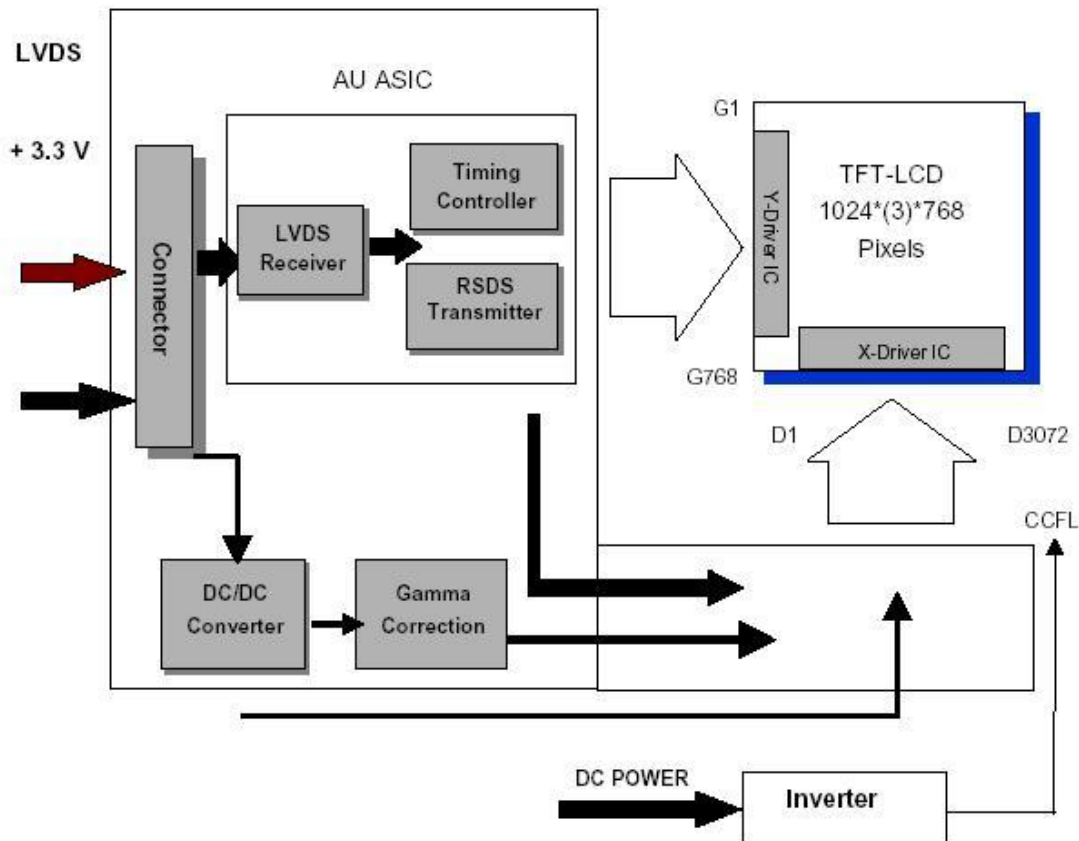 LVDS
+ 3.3 V
AU ASIC
Connector
LVDS
Receiver
Timing
Controller
RSDS
Transmitter
G1
Y-Driver IC
TFT-LCD
1024*(3)*768
Pixels
X-Driver IC
G768
D1
D3072
CCFL
DC/DC
Converter
Gamma
Correction
DC POWER
Inverter